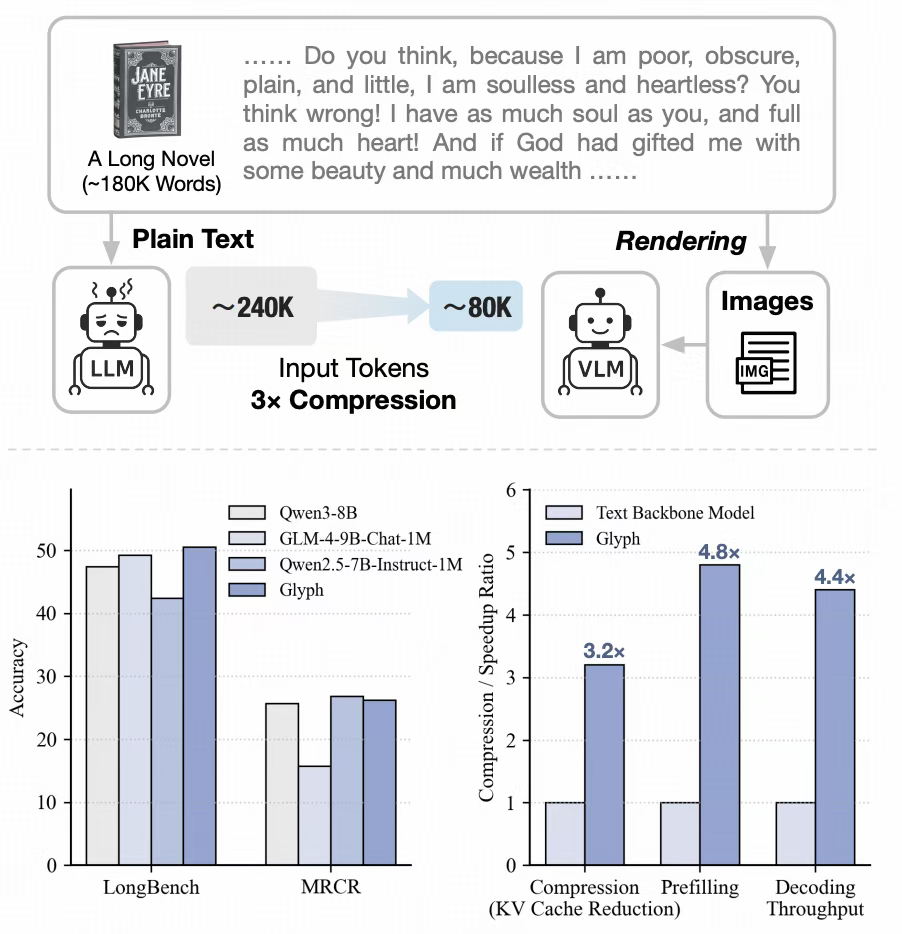 JANE
EYRE
CHARLOTTE
BRONTE
A Long Novel
(~180K Words)
…… Do you think, because I am poor, obscure,
plain, and little, I am soulless and heartless? You
think wrong! I have as much soul as you, and full
as much heart! And if God had gifted me with
some beauty and much wealth ……
Plain Text
Rendering
LLM
~240K
~80K
Input Tokens
3× Compression
VLM
Images
IMG
Accuracy
50
40
30
20
10
0
Qwen3-8B
GLM-4-9B-Chat-1M
Qwen2.5-7B-Instruct-1M
Glyph
LongBench
MRCR
Compression / Speedup Ratio
6
5
4
3
2
1
0
Text Backbone Model
Glyph
3.2×
4.8×
4.4×
Compression
(KV Cache Reduction)
Prefilling
Decoding
Throughput